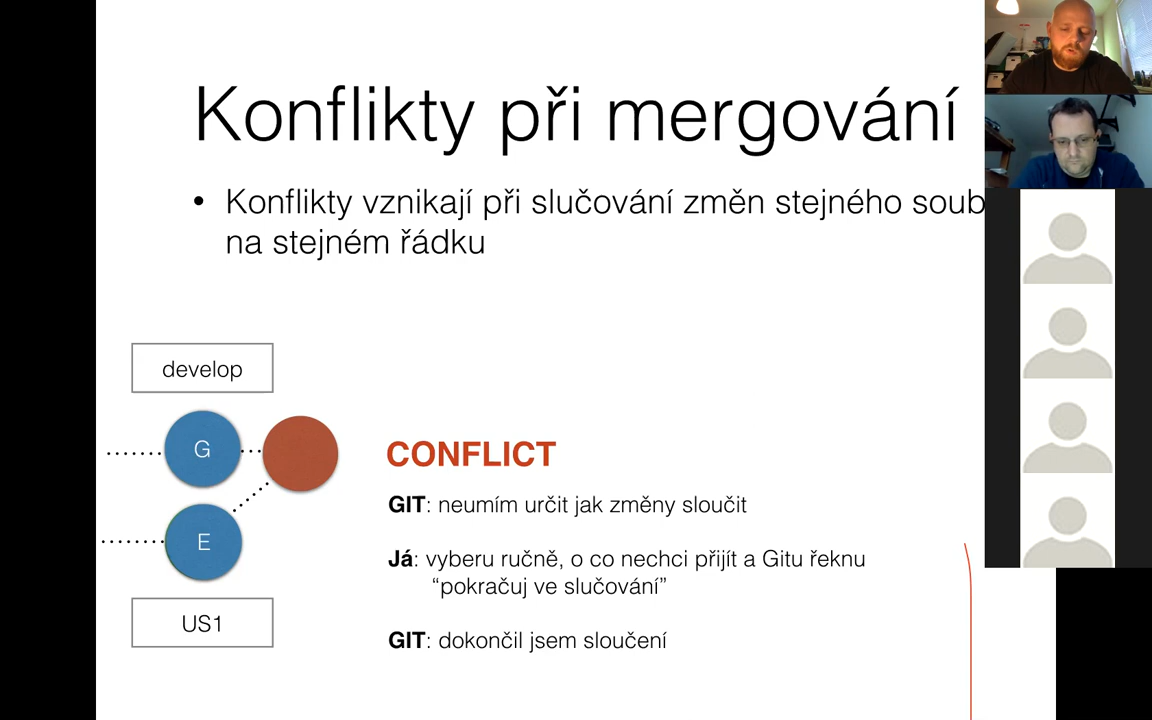 Konflikty při mergování
• Konflikty vznikají při slučování změn stejného soub
na stejném řádku
develop
G
CONFLICT
GIT: neumím určit jak změny sloučit
E
Já: vyberu ručně, o co nechci přijít a Gitu řeknu
“pokračuj ve slučování”
US1
GIT: dokončil jsem sloučení